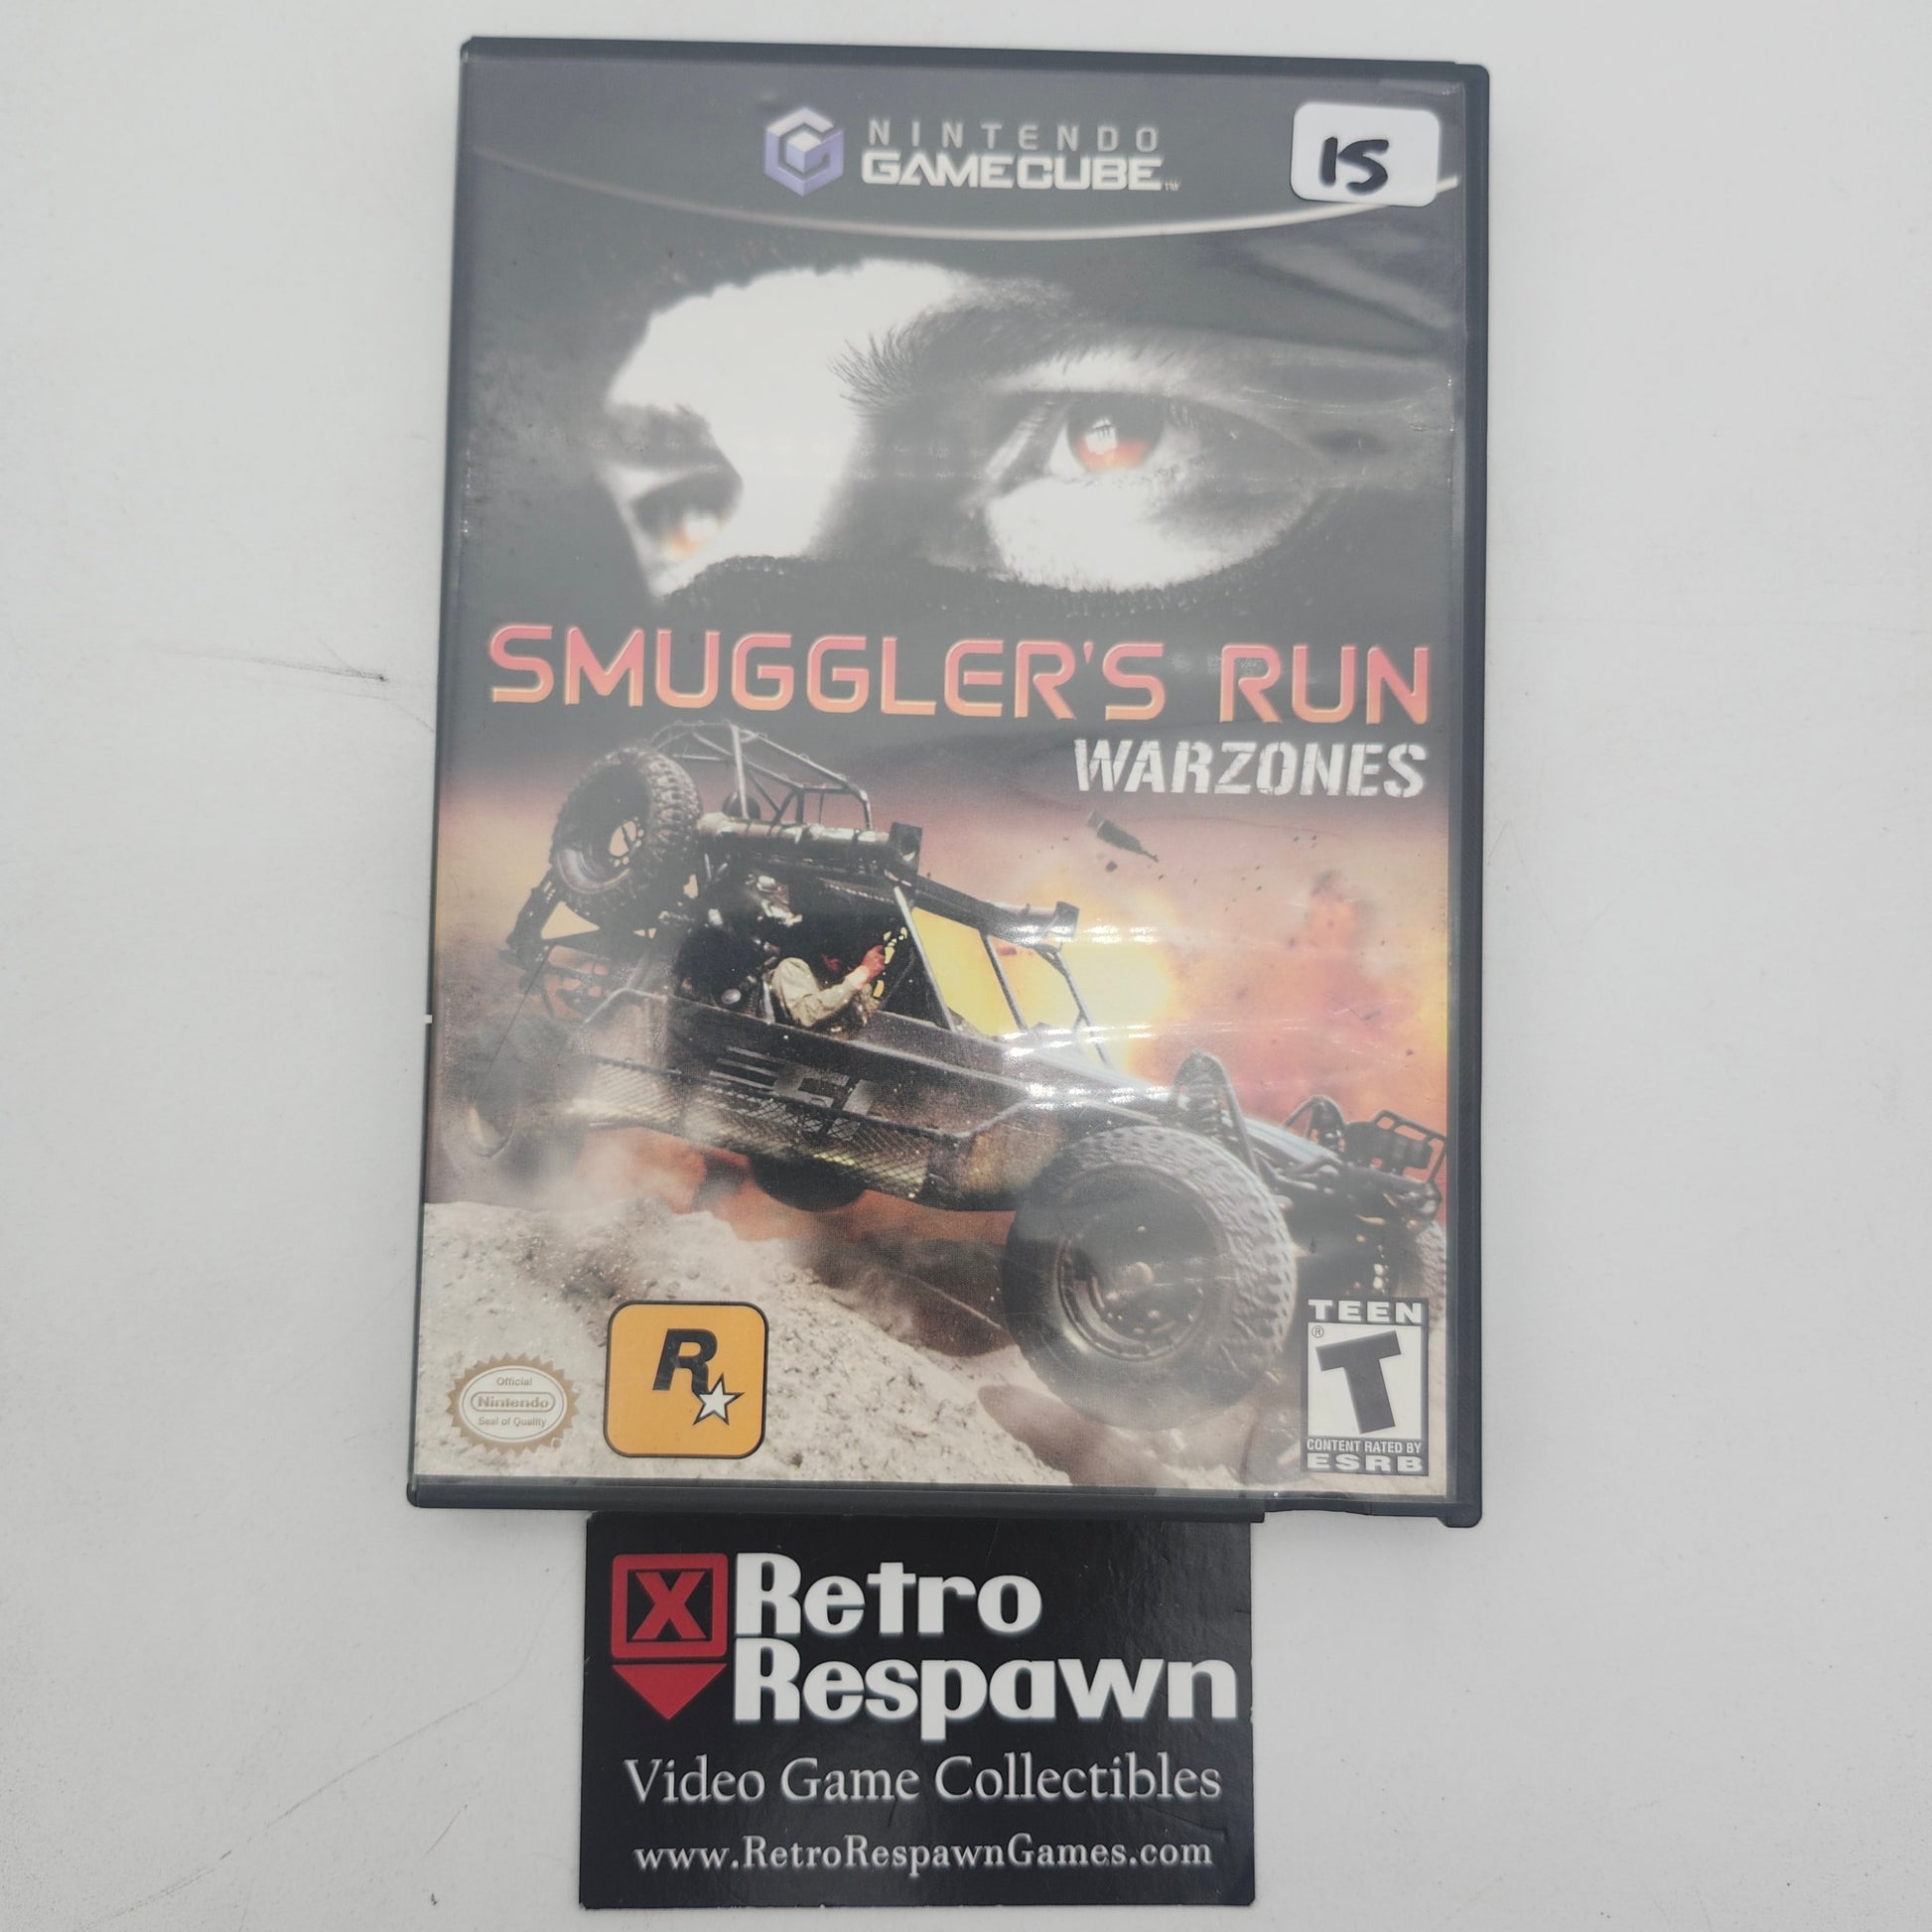 NINTENDO
GAMECUBE™
15
SMUGGLER'S RUN
WARZONES
Official
Nintendo
Seal of Quality
R
TEEN
®
T
CONTENT RATED BY
ESRB
X Retro
Respawn
Video Game Collectibles
www.RetroRespawnGames.com